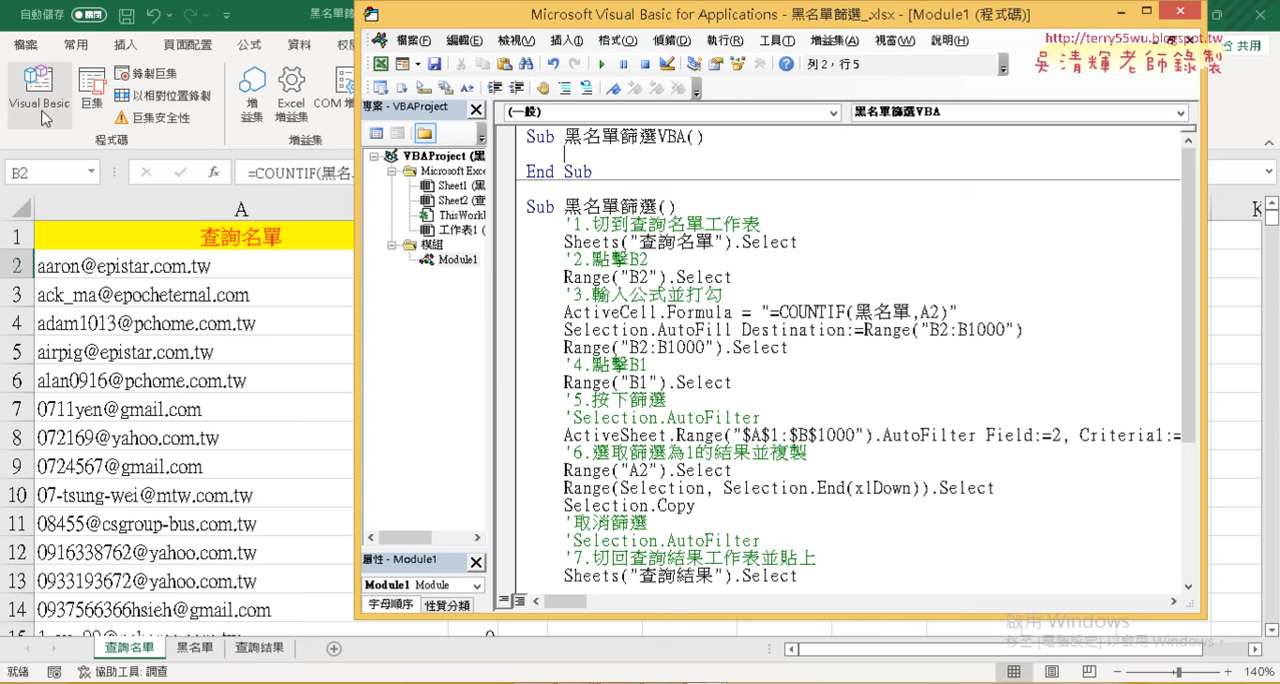 自動儲存
黑名單篩
Microsoft Visual Basic for Applications - 黑名單篩選_.xlsx - [Module1 (程式碼)]
檔案 常用 插入 頁面配置 公式 資料
檔案(F) 編輯(E) 檢視(V) 插入(I) 格式(O) 偵錯(D) 執行(R) 工具(T) 增益集(A) 視窗(W) 說明(H)
http://terry55wu.blogspot.tw
吳清輝老師錄製
共用
列 2, 行 5
Visual Basic
巨集
錄製巨集
以相對位置錄製
巨集安全性
程式碼
增益集
Excel 增益集
COM 增
增益集
專案 - VBAProject
(一般)
黑名單篩選VBA
B2
=COUNTIF(黑名
VBAProject (黑
Microsoft Exce
Sheet1 (黑
Sheet2 (查
ThisWorkl
工作表1 (
模組
Module1
屬性 - Module1
Module1 Module
字母順序 性質分類
Sub 黑名單篩選VBA()
End Sub
Sub 黑名單篩選()
'1.切到查詢名單工作表
Sheets("查詢名單").Select
'2.點擊B2
Range("B2").Select
'3.輸入公式並打勾
ActiveCell.Formula = "=COUNTIF(黑名單,A2)"
Selection.AutoFill Destination:=Range("B2:B1000")
Range("B2:B1000").Select
'4.點擊B1
Range("B1").Select
'5.按下篩選
'Selection.AutoFilter
ActiveSheet.Range("$A$1:$B$1000").AutoFilter Field:=2, Criteria1:=
'6.選取篩選為1的結果並複製
Range("A2").Select
Range(Selection, Selection.End(xlDown)).Select
Selection.Copy
'取消篩選
'Selection.AutoFilter
'7.切回查詢結果工作表並貼上
Sheets("查詢結果").Select
A
K
1 查詢名單
2 aaron@epistar.com.tw
3 ack_ma@epocheternal.com
4 adam1013@pchome.com.tw
5 airpig@epistar.com.tw
6 alan0916@pchome.com.tw
7 0711yen@gmail.com
8 072169@yahoo.com.tw
9 0724567@gmail.com
10 07-tsung-wei@mtw.com.tw
11 08455@csgroup-bus.com.tw
12 0916338762@yahoo.com.tw
13 0933193672@yahoo.com.tw
14 0937566366hsieh@gmail.com
15
0
啟用 Windows
移至 [電腦設定] 以啟用 Windows。
查詢名單 黑名單 查詢結果
就緒
協助工具: 調查
140%